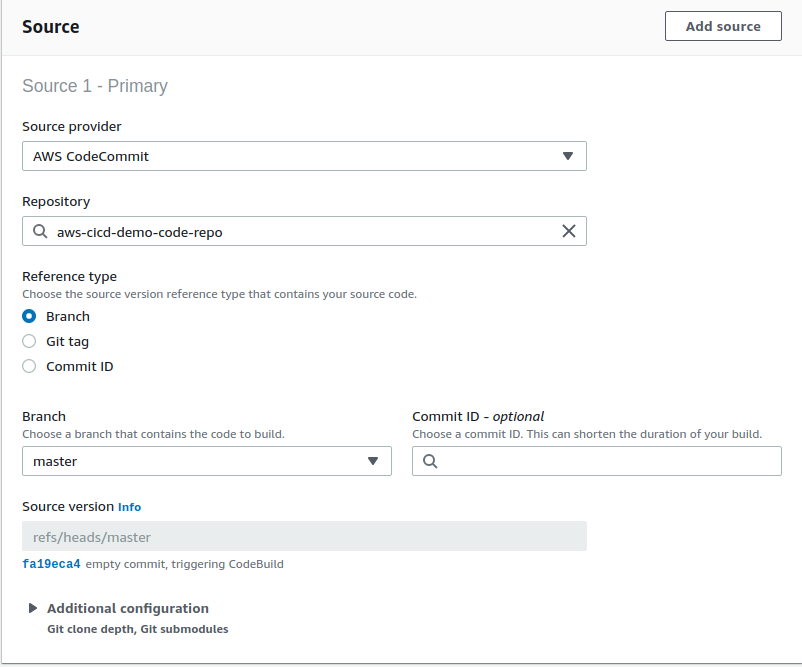 Source
Add source
Source 1 - Primary
Source provider
AWS CodeCommit
Repository
aws-cicd-demo-code-repo
Reference type
Choose the source version reference type that contains your source code.
Branch
Git tag
Commit ID
Branch
Choose a branch that contains the code to build.
master
Commit ID - optional
Choose a commit ID. This can shorten the duration of your build.
Source version Info
refs/heads/master
fa19eca4 empty commit, triggering CodeBuild
Additional configuration
Git clone depth, Git submodules